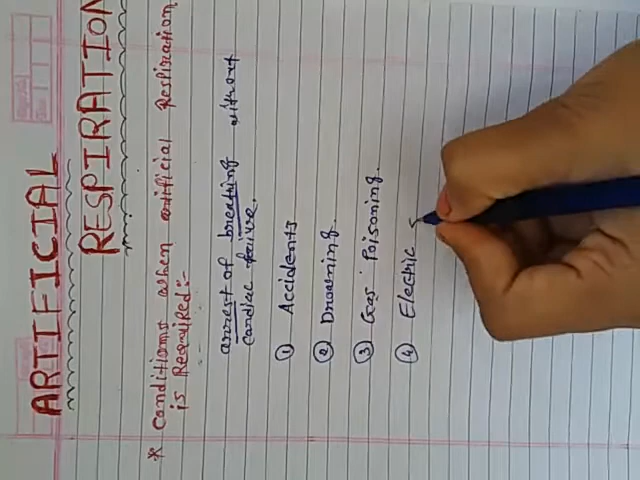 ARTIFICIAL
RESPIRATION
* Conditions when artificial Respiration
is Required:-
arrest of breathing without
cardiac failure.
① Accidents
② Drowning.
③ Gas Poisoning.
④ Electric s